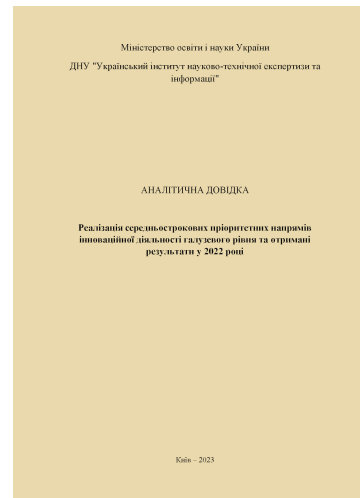 Міністерство освіти і науки України
ДНУ "Український інститут науково-технічної експертизи та
інформації"
АНАЛІТИЧНА ДОВІДКА
Реалізація середньострокових пріоритетних напрямів
інноваційної діяльності галузевого рівня та отримані
результати у 2022 році
Київ – 2023